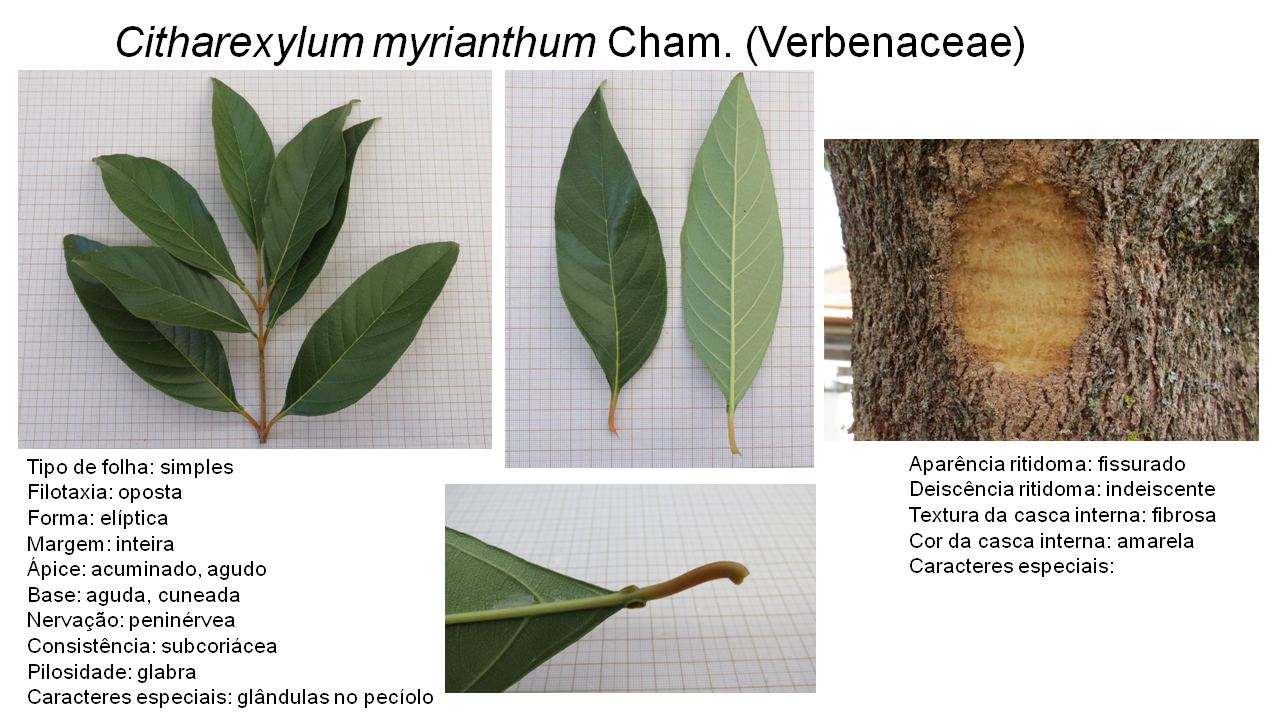 Citharexylum myrianthum Cham. (Verbenaceae)
Tipo de folha: simples
Filotaxia: oposta
Forma: elíptica
Margem: inteira
Ápice: acuminado, agudo
Base: aguda, cuneada
Nervação: peninérvea
Consistência: subcoriácea
Pilosidade: glabra
Caracteres especiais: glândulas no pecíolo
Aparência ritidoma: fissurado
Deiscência ritidoma: indeiscente
Textura da casca interna: fibrosa
Cor da casca interna: amarela
Caracteres especiais: